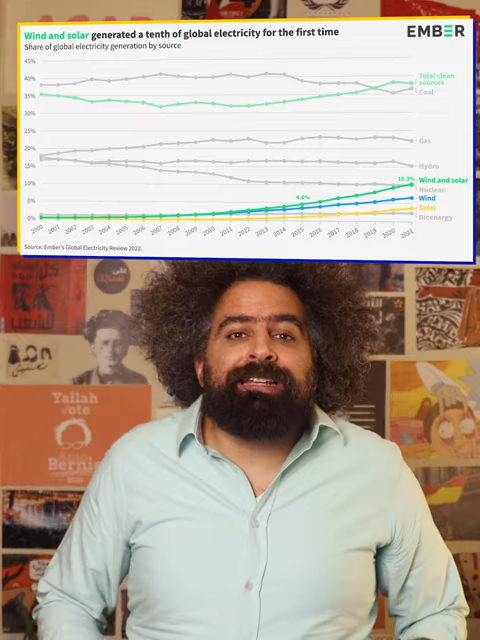 Wind and solar generated a tenth of global electricity for the first time
EMBER
Share of global electricity generation by source
45%
40%
35%
30%
25%
20%
15%
10%
5%
0%
Total clean
sources
Coal
Gas
Hydro
10.3%
Wind and solar
Nuclear
4.6%
Wind
Solar
Bioenergy
2000
2001
2002
2003
2004
2005
2006
2007
2008
2009
2010
2011
2012
2013
2014
2015
2016
2017
2018
2019
2020
2021
Source: Ember's Global Electricity Review 2022.
Yallah
Vote
Bernie
2020